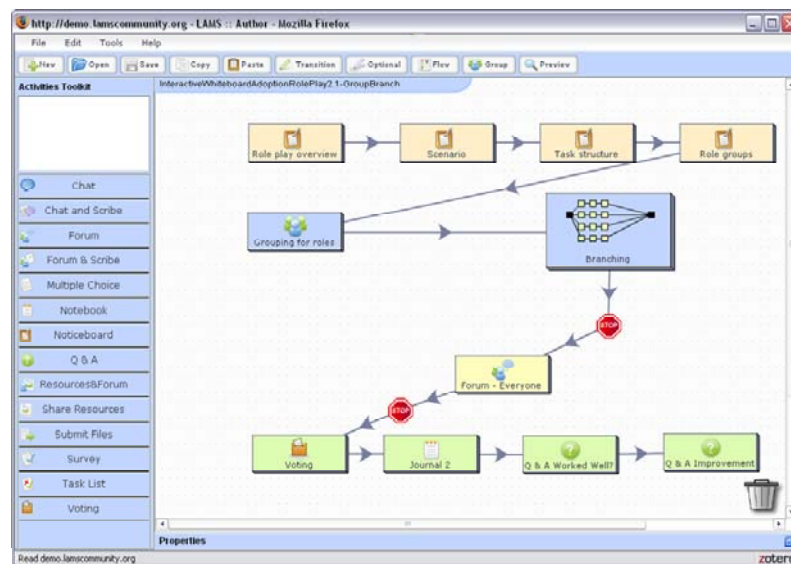 http://demo.lamscommunity.org - LAMS :: Author - Mozilla Firefox
File Edit Tools Help
New Open Save Copy Paste Transition Optional Flow Group Preview
Activities Toolkit
InteractiveWhiteboardAdoptionRolePlay2.1-GroupBranch
Role play overview
Scenario
Task structure
Role groups
Chat
Chat and Scribe
Forum
Forum & Scribe
Multiple Choice
Notebook
Noticeboard
Q & A
Resources&Forum
Share Resources
Submit Files
Survey
Task List
Voting
Grouping for roles
Branching
STOP
Forum - Everyone
STOP
Voting
Journal 2
Q & A Worked Well?
Q & A Improvement
Properties
Read demo.lamscommunity.org
zotero